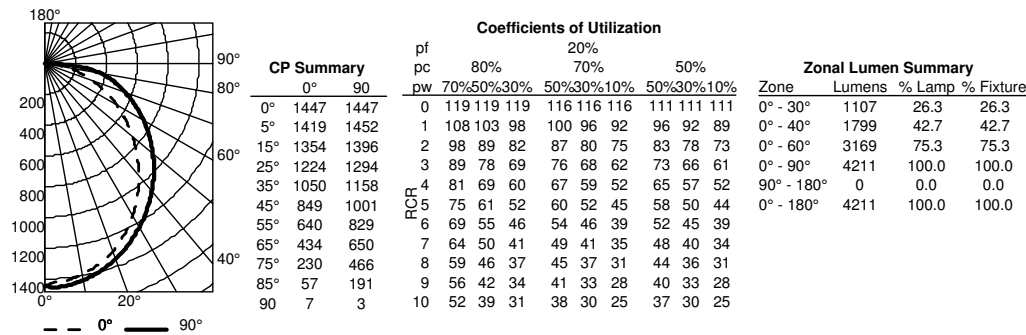 180°
90°
80°
60°
40°
200
400
600
800
1000
1200
1400
0° 20°
0° 90°
CP Summary
0° 90
0° 1447 1447
5° 1419 1452
15° 1354 1396
25° 1224 1294
35° 1050 1158
45° 849 1001
55° 640 829
65° 434 650
75° 230 466
85° 57 191
90 7 3
Coefficients of Utilization
pf 20%
pc 80% 70% 50%
pw 70%50%30% 50%30%10% 50%30%10%
RCR
0 119 119 119 116 116 116 111 111 111
1 108 103 98 100 96 92 96 92 89
2 98 89 82 87 80 75 83 78 73
3 89 78 69 76 68 62 73 66 61
4 81 69 60 67 59 52 65 57 52
5 75 61 52 60 52 45 58 50 44
6 69 55 46 54 46 39 52 45 39
7 64 50 41 49 41 35 48 40 34
8 59 46 37 45 37 31 44 36 31
9 56 42 34 41 33 28 40 33 28
10 52 39 31 38 30 25 37 30 25
Zonal Lumen Summary
Zone Lumens % Lamp % Fixture
0° - 30° 1107 26.3 26.3
0° - 40° 1799 42.7 42.7
0° - 60° 3169 75.3 75.3
0° - 90° 4211 100.0 100.0
90° - 180° 0 0.0 0.0
0° - 180° 4211 100.0 100.0